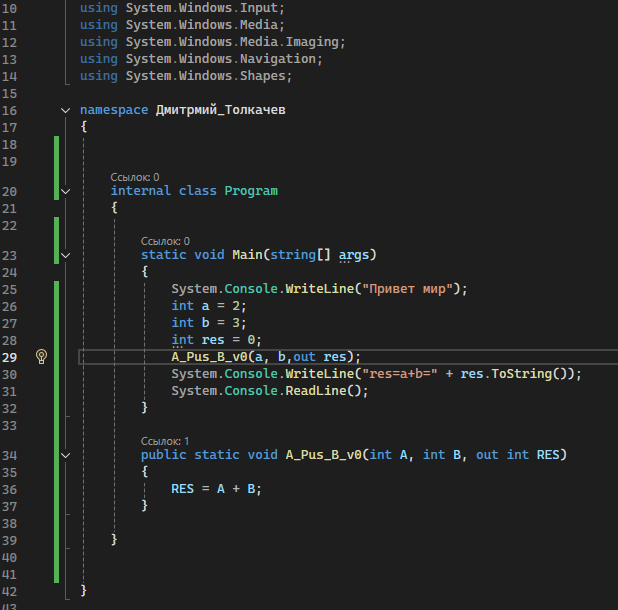 10 using System.Windows.Input;
11 using System.Windows.Media;
12 using System.Windows.Media.Imaging;
13 using System.Windows.Navigation;
14 using System.Windows.Shapes;
15
16 namespace Дмитрмий_Толкачев
17 {
18
19
Ссылок: 0
20 internal class Program
21 {
22
Ссылок: 0
23 static void Main(string[] args)
24 {
25 System.Console.WriteLine("Привет мир");
26 int a = 2;
27 int b = 3;
28 int res = 0;
29 A_Pus_B_v0(a, b,out res);
30 System.Console.WriteLine("res=a+b=" + res.ToString());
31 System.Console.ReadLine();
32 }
33
Ссылок: 1
34 public static void A_Pus_B_v0(int A, int B, out int RES)
35 {
36 RES = A + B;
37 }
38
39 }
40
41
42 }
43